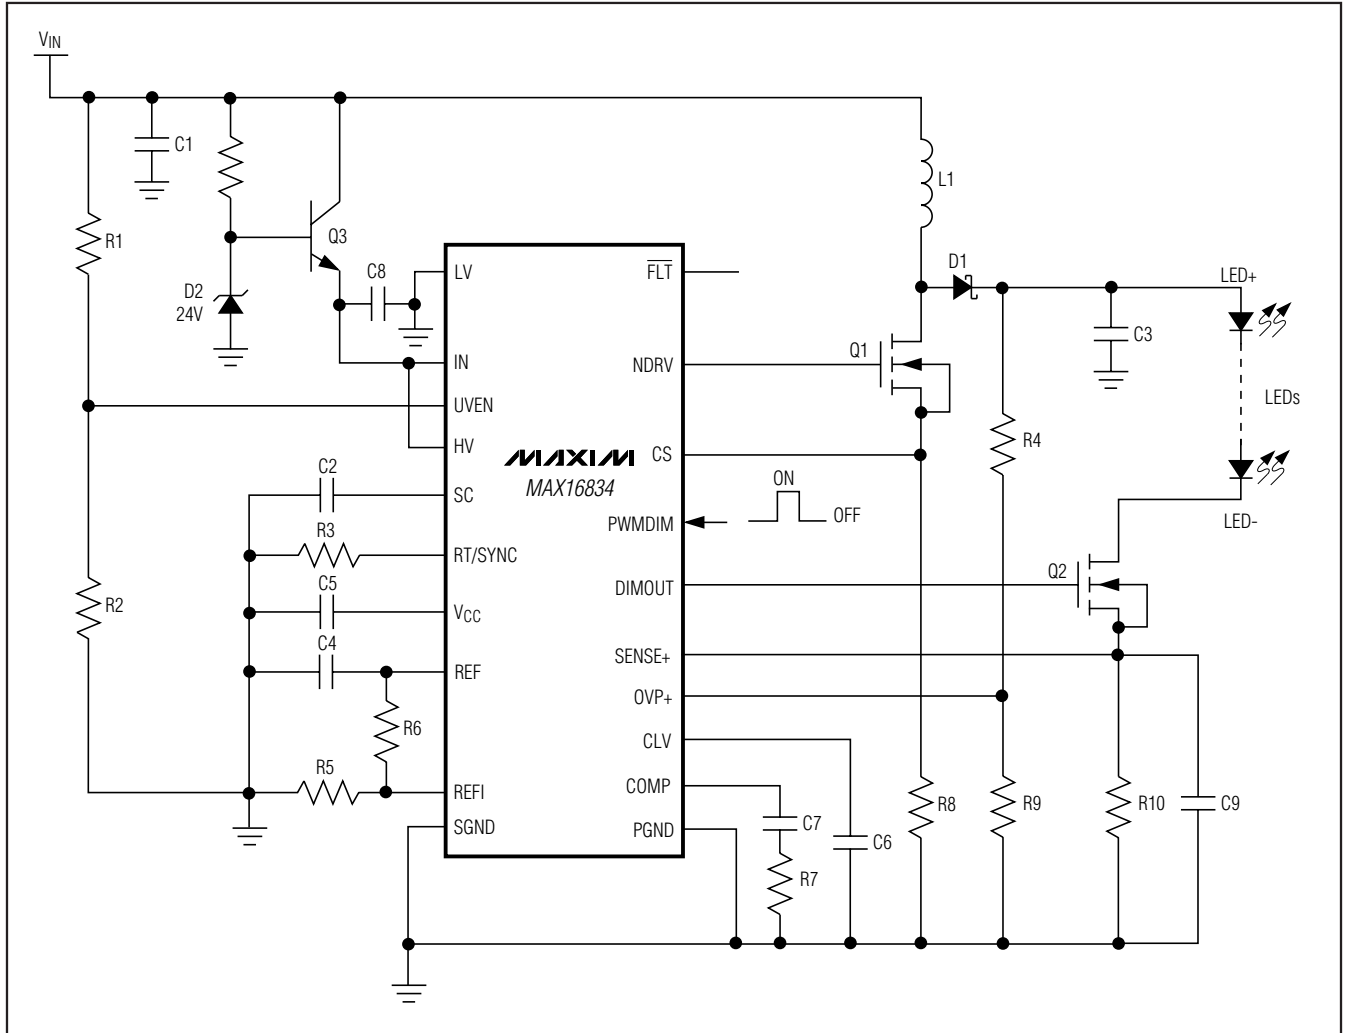 VIN
C1
L1
R1
Q3
C8
D2
24V
LV
FLT
D1
LED+
C3
Q1
IN
NDRV
UVEN
LEDs
HV
R4
MAXIM
CS
MAX16834
C2
ON
SC
PWMDIM
OFF
LED-
R3
RT/SYNC
Q2
C5
DIMOUT
R2
VCC
C4
SENSE+
REF
OVP+
R6
CLV
R5
COMP
REFI
R8
R9
R10
C9
SGND
PGND
C7
C6
R7